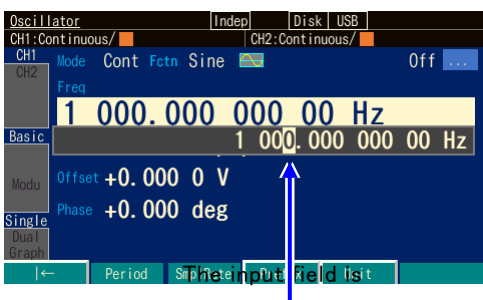 Oscillator Indep Disk USB
CH1:Continuous/ CH2:Continuous/
CH1 Mode Cont Fctn Sine Off ...
CH2
Freq
1 000.000 000 00 Hz
Basic 1 000.000 000 00 Hz
Modu Offset +0.000 0 V
Phase +0.000 deg
Single
Dual
Graph
|← Period Unit
The input field is